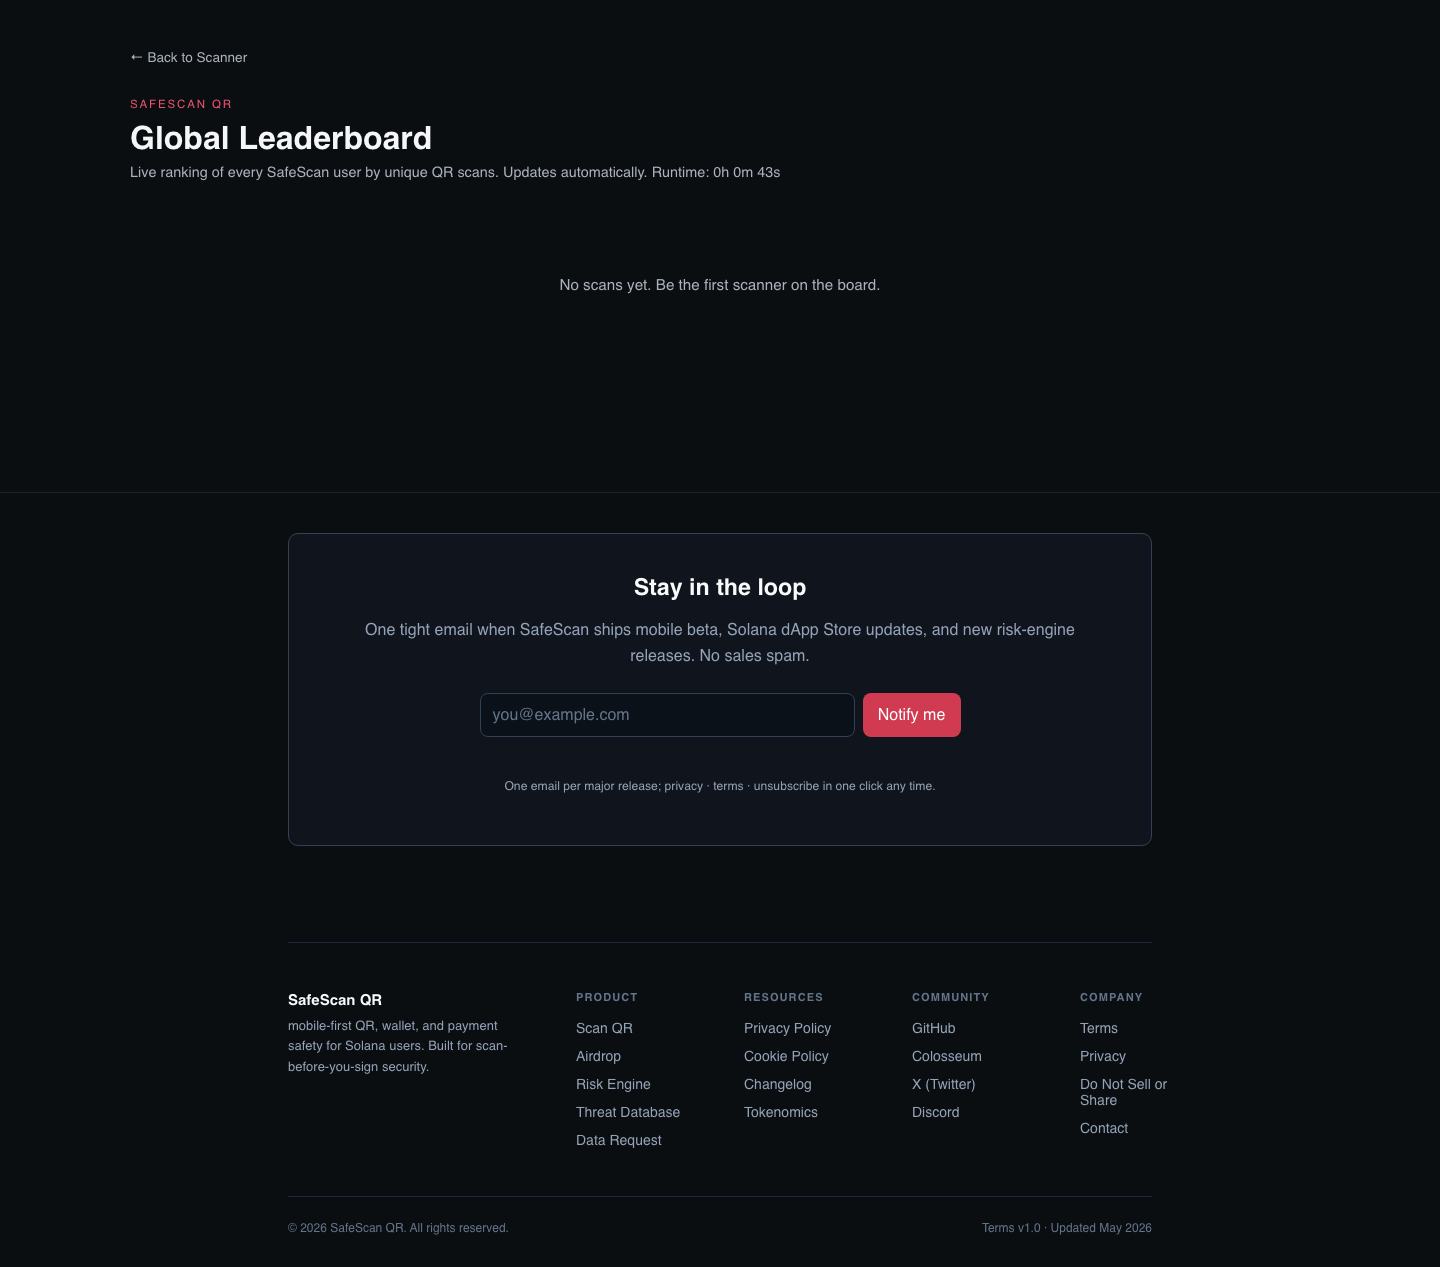 ← Back to Scanner
SAFESCAN QR
Global Leaderboard
Live ranking of every SafeScan user by unique QR scans. Updates automatically. Runtime: 0h 0m 43s
No scans yet. Be the first scanner on the board.
Stay in the loop
One tight email when SafeScan ships mobile beta, Solana dApp Store updates, and new risk-engine
releases. No sales spam.
you@example.com
Notify me
One email per major release; privacy · terms · unsubscribe in one click any time.
SafeScan QR
mobile-first QR, wallet, and payment
safety for Solana users. Built for scan-
before-you-sign security.
PRODUCT
Scan QR
Airdrop
Risk Engine
Threat Database
Data Request
RESOURCES
Privacy Policy
Cookie Policy
Changelog
Tokenomics
COMMUNITY
GitHub
Colosseum
X (Twitter)
Discord
COMPANY
Terms
Privacy
Do Not Sell or
Share
Contact
© 2026 SafeScan QR. All rights reserved.
Terms v1.0 · Updated May 2026